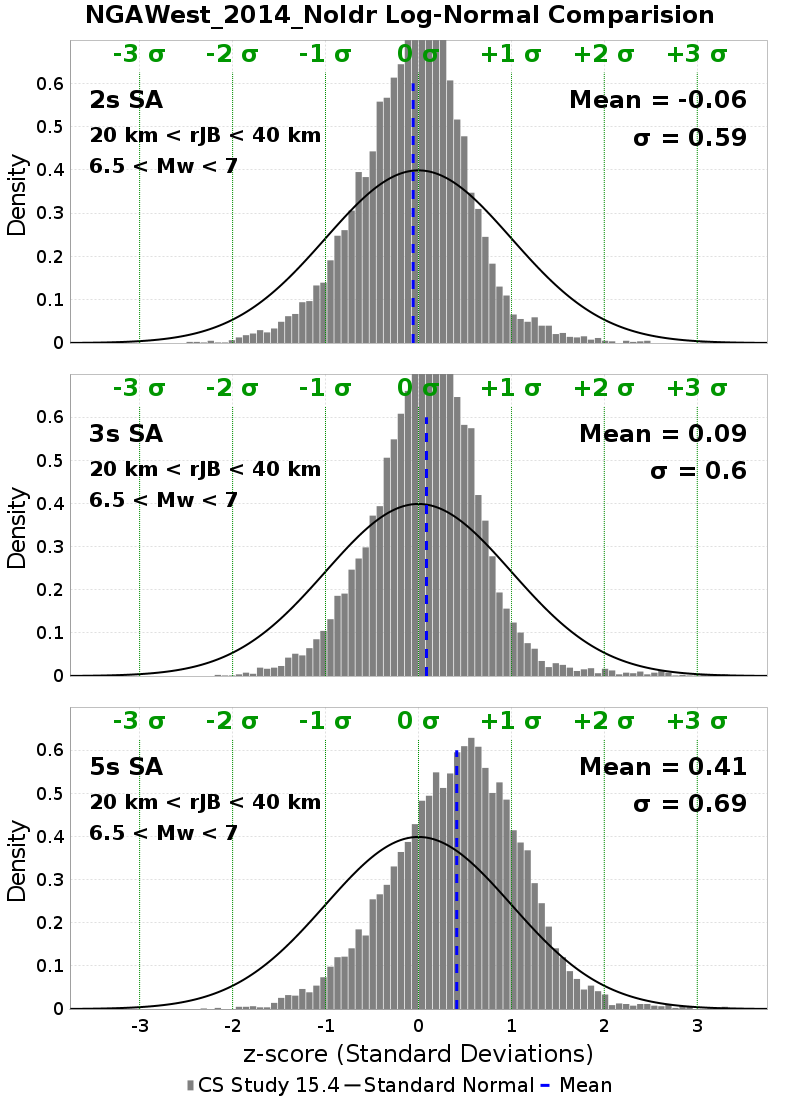 NGAWest_2014_NoIdr Log-Normal Comparision
-3 σ -2 σ -1 σ 0 σ +1 σ +2 σ +3 σ
2s SA
Mean = -0.06
20 km < rJB < 40 km
σ = 0.59
6.5 < Mw < 7
Density
0.6
0.5
0.4
0.3
0.2
0.1
0
-3 σ -2 σ -1 σ 0 σ +1 σ +2 σ +3 σ
3s SA
Mean = 0.09
20 km < rJB < 40 km
σ = 0.6
6.5 < Mw < 7
Density
0.6
0.5
0.4
0.3
0.2
0.1
0
-3 σ -2 σ -1 σ 0 σ +1 σ +2 σ +3 σ
5s SA
Mean = 0.41
20 km < rJB < 40 km
σ = 0.69
6.5 < Mw < 7
Density
0.6
0.5
0.4
0.3
0.2
0.1
0
-3 -2 -1 0 1 2 3
z-score (Standard Deviations)
CS Study 15.4 Standard Normal Mean